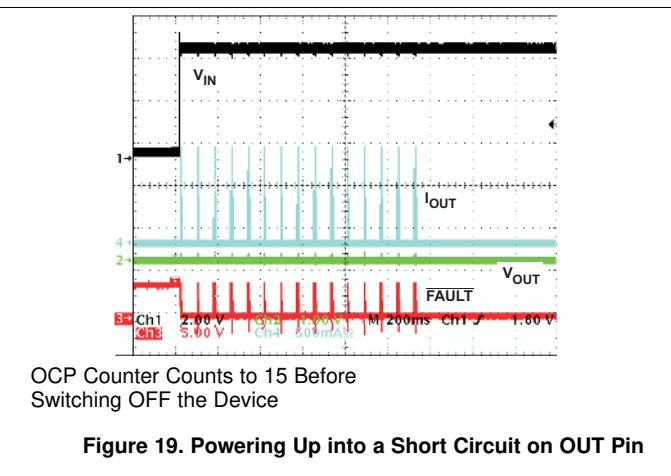 VIN
1→
IOUT
4→
2→
VOUT
FAULT
3→ Ch1 2.00 V Ch2 1.00 V M 200ms Ch1 1.80 V
Ch3 5.00 V Ch4 500mAΩ
OCP Counter Counts to 15 Before
Switching OFF the Device
Figure 19. Powering Up into a Short Circuit on OUT Pin